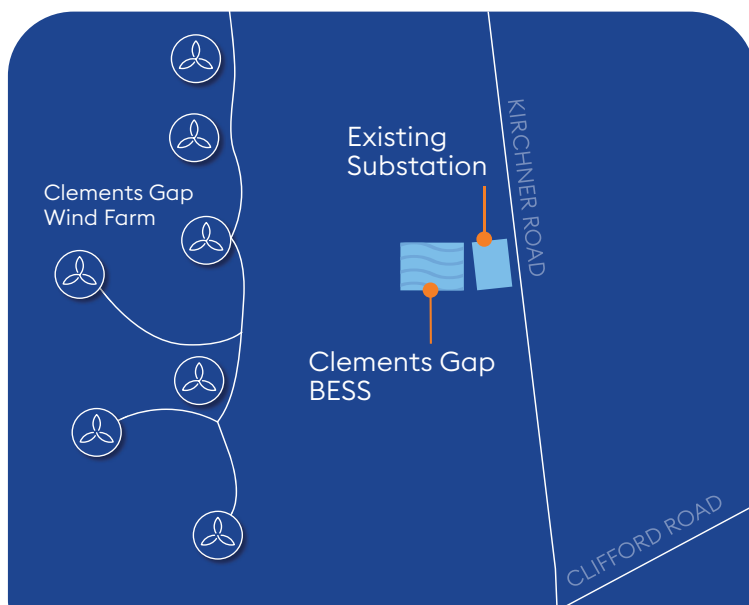 Existing
Substation
KIRCHNER ROAD
Clements Gap
Wind Farm
Clements Gap
BESS
CLIFFORD ROAD